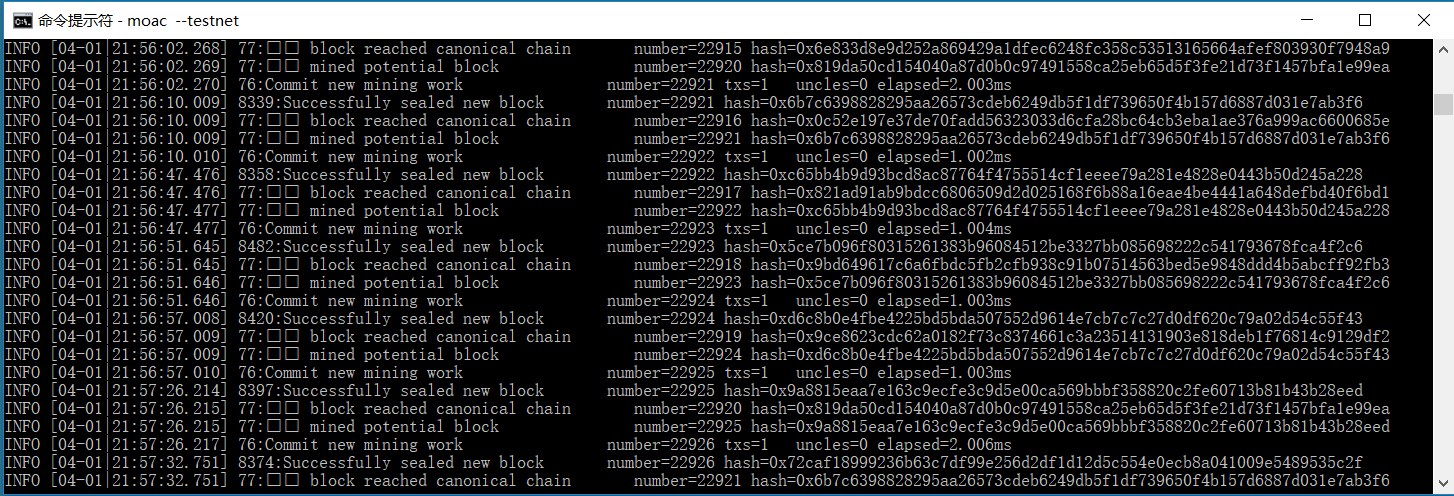 命令提示符 - moac --testnet
INFO [04-01|21:56:02.268] 77:□□ block reached canonical chain number=22915 hash=0x6e833d8e9d252a869429a1dfec6248fc358c53513165664afef803930f7948a9
INFO [04-01|21:56:02.269] 77:□□ mined potential block number=22920 hash=0x819da50cd154040a87d0b0c97491558ca25eb65d5f3fe21d73f1457bfa1e99ea
INFO [04-01|21:56:02.270] 76:Commit new mining work number=22921 txs=1 uncles=0 elapsed=2.003ms
INFO [04-01|21:56:10.009] 8339:Successfully sealed new block number=22921 hash=0x6b7c6398828295aa26573cdeb6249db5f1df739650f4b157d6887d031e7ab3f6
INFO [04-01|21:56:10.009] 77:□□ block reached canonical chain number=22916 hash=0x0c52e197e37de70fadd56323033d6cfa28bc64cb3eba1ae376a999ac6600685e
INFO [04-01|21:56:10.009] 77:□□ mined potential block number=22921 hash=0x6b7c6398828295aa26573cdeb6249db5f1df739650f4b157d6887d031e7ab3f6
INFO [04-01|21:56:10.010] 76:Commit new mining work number=22922 txs=1 uncles=0 elapsed=1.002ms
INFO [04-01|21:56:47.476] 8358:Successfully sealed new block number=22922 hash=0xc65bb4b9d93bcd8ac87764f4755514cf1eeee79a281e4828e0443b50d245a228
INFO [04-01|21:56:47.476] 77:□□ block reached canonical chain number=22917 hash=0x821ad91ab9bdcc6806509d2d025168f6b88a16eae4be4441a648defbd40f6bd1
INFO [04-01|21:56:47.477] 77:□□ mined potential block number=22922 hash=0xc65bb4b9d93bcd8ac87764f4755514cf1eeee79a281e4828e0443b50d245a228
INFO [04-01|21:56:47.477] 76:Commit new mining work number=22923 txs=1 uncles=0 elapsed=1.004ms
INFO [04-01|21:56:51.645] 8482:Successfully sealed new block number=22923 hash=0x5ce7b096f80315261383b96084512be3327bb085698222c541793678fca4f2c6
INFO [04-01|21:56:51.645] 77:□□ block reached canonical chain number=22918 hash=0x9bd649617c6a6fbdc5fb2cfb938c91b07514563bed5e9848ddd4b5abcff92fb3
INFO [04-01|21:56:51.646] 77:□□ mined potential block number=22923 hash=0x5ce7b096f80315261383b96084512be3327bb085698222c541793678fca4f2c6
INFO [04-01|21:56:51.646] 76:Commit new mining work number=22924 txs=1 uncles=0 elapsed=1.003ms
INFO [04-01|21:56:57.008] 8420:Successfully sealed new block number=22924 hash=0xd6c8b0e4fbe4225bd5bda507552d9614e7cb7c7c27d0df620c79a02d54c55f43
INFO [04-01|21:56:57.009] 77:□□ block reached canonical chain number=22919 hash=0x9ce8623cdc62a0182f73c8374661c3a23514131903e818deb1f76814c9129df2
INFO [04-01|21:56:57.009] 77:□□ mined potential block number=22924 hash=0xd6c8b0e4fbe4225bd5bda507552d9614e7cb7c7c27d0df620c79a02d54c55f43
INFO [04-01|21:56:57.010] 76:Commit new mining work number=22925 txs=1 uncles=0 elapsed=1.003ms
INFO [04-01|21:57:26.214] 8397:Successfully sealed new block number=22925 hash=0x9a8815eaa7e163c9ecfe3c9d5e00ca569bbbf358820c2fe60713b81b43b28eed
INFO [04-01|21:57:26.215] 77:□□ block reached canonical chain number=22920 hash=0x819da50cd154040a87d0b0c97491558ca25eb65d5f3fe21d73f1457bfa1e99ea
INFO [04-01|21:57:26.215] 77:□□ mined potential block number=22925 hash=0x9a8815eaa7e163c9ecfe3c9d5e00ca569bbbf358820c2fe60713b81b43b28eed
INFO [04-01|21:57:26.217] 76:Commit new mining work number=22926 txs=1 uncles=0 elapsed=2.006ms
INFO [04-01|21:57:32.751] 8374:Successfully sealed new block number=22926 hash=0x72caf18999236b63c7df99e256d2df1d12d5c554e0ecb8a041009e5489535c2f
INFO [04-01|21:57:32.751] 77:□□ block reached canonical chain number=22921 hash=0x6b7c6398828295aa26573cdeb6249db5f1df739650f4b157d6887d031e7ab3f6